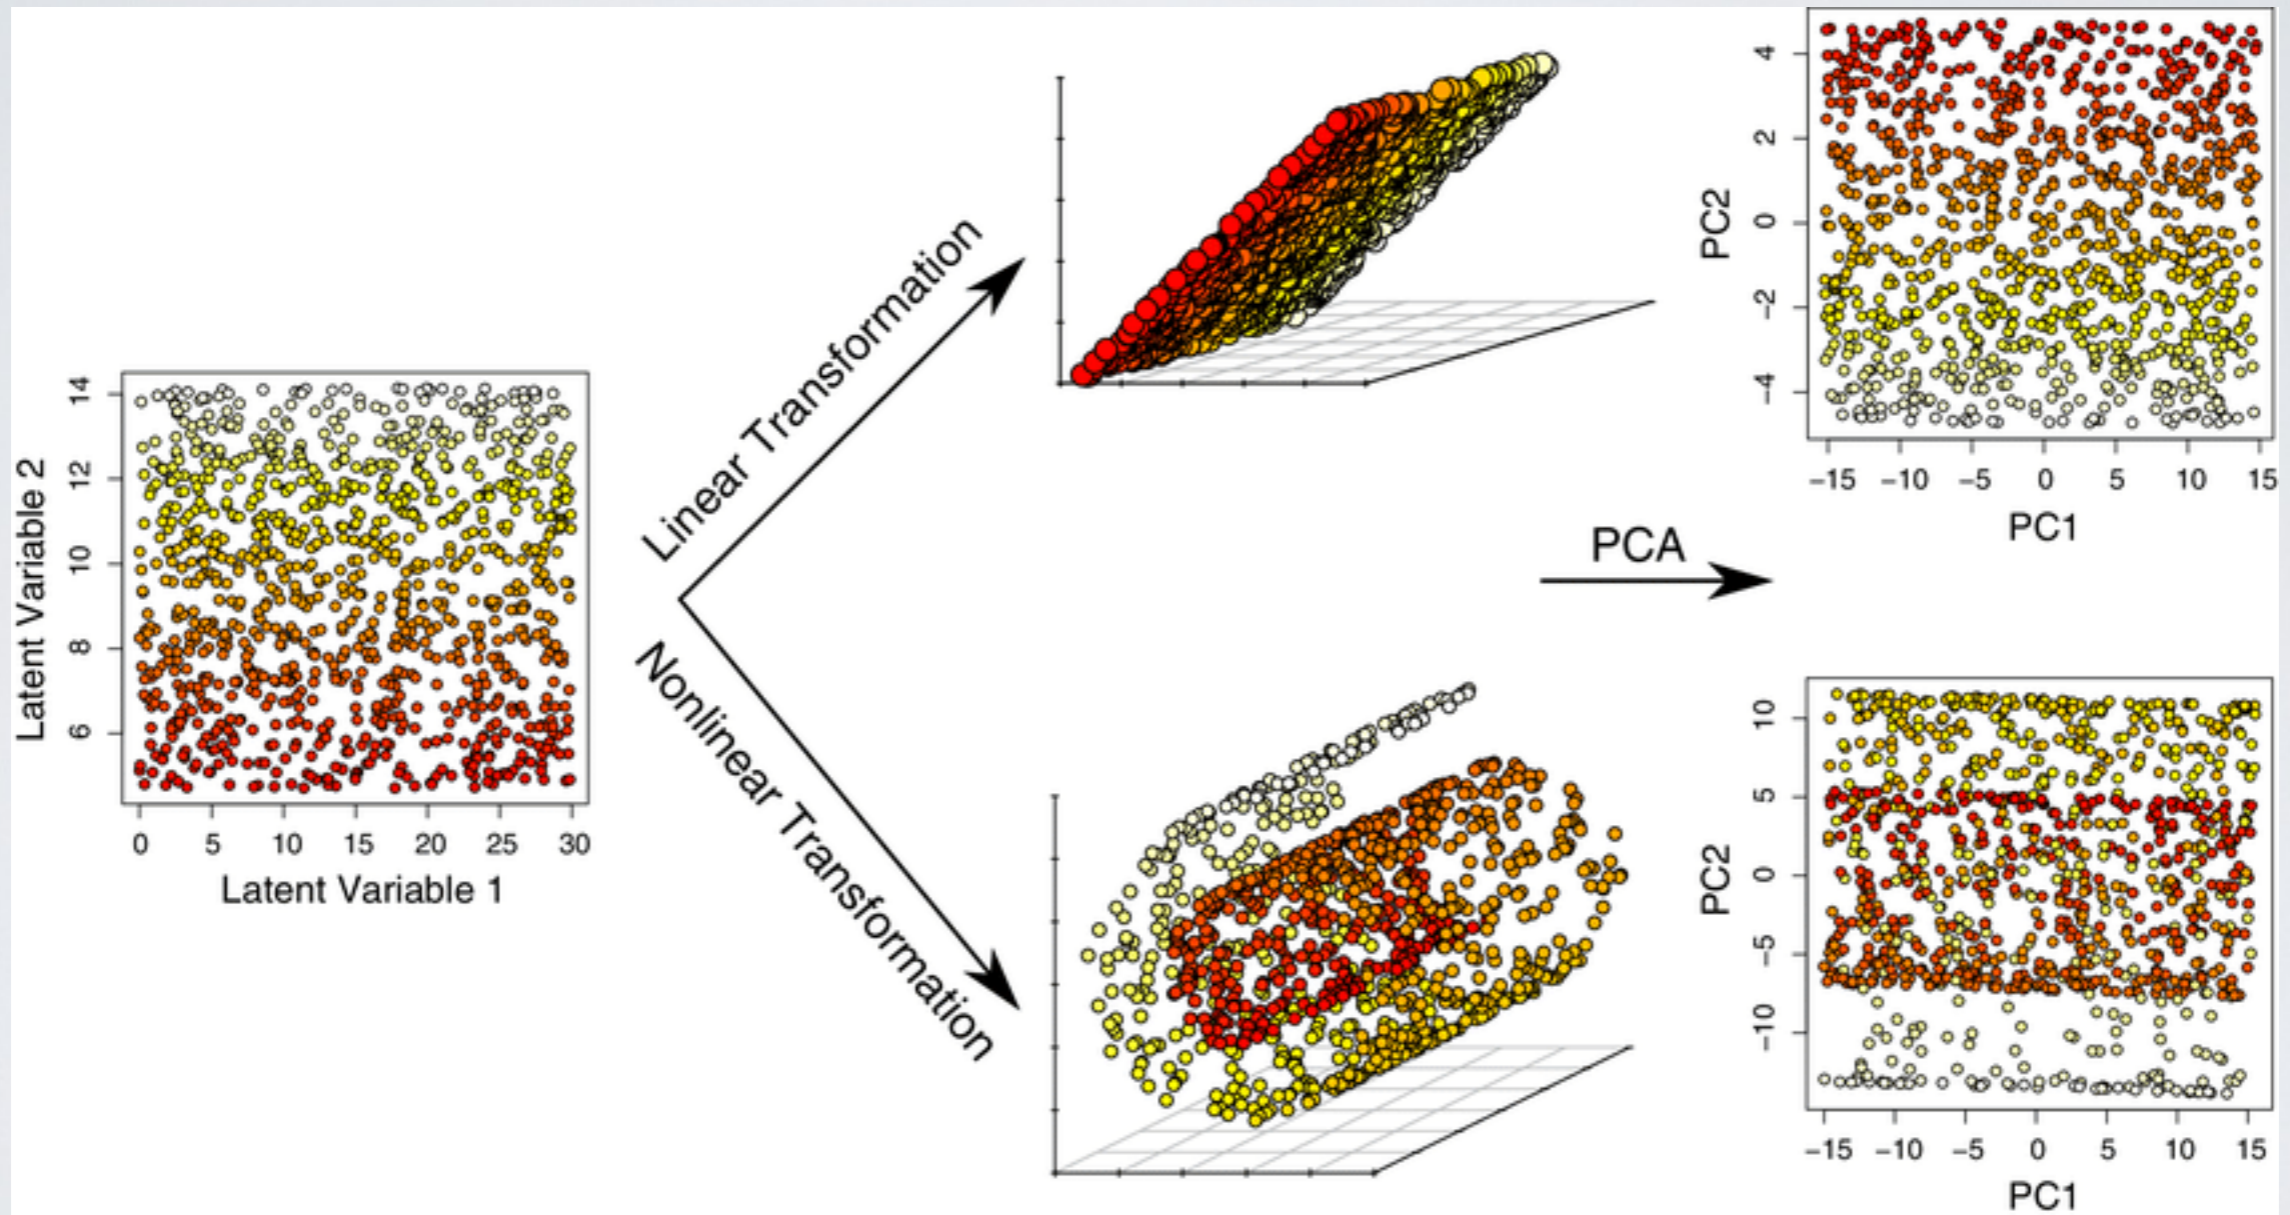 Latent Variable 2
14
12
10
8
6
0 5 10 15 20 25 30
Latent Variable 1
Linear Transformation
Nonlinear Transformation
PCA
PC2
4
2
0
−2
−4
−15 −10 −5 0 5 10 15
PC1
PC2
10
5
0
−5
−10
−15 −10 −5 0 5 10 15
PC1